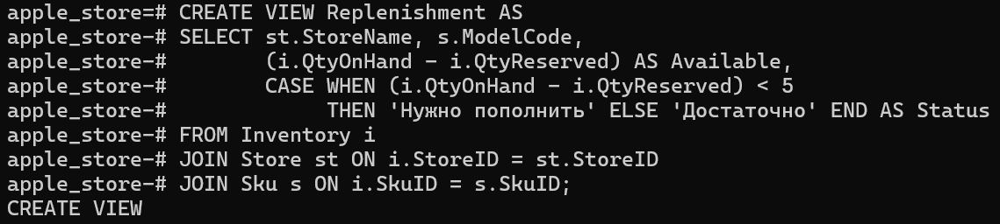 apple_store=# CREATE VIEW Replenishment AS
apple_store-# SELECT st.StoreName, s.ModelCode,
apple_store-#        (i.QtyOnHand - i.QtyReserved) AS Available,
apple_store-#        CASE WHEN (i.QtyOnHand - i.QtyReserved) < 5
apple_store-#             THEN 'Нужно пополнить' ELSE 'Достаточно' END AS Status
apple_store-# FROM Inventory i
apple_store-# JOIN Store st ON i.StoreID = st.StoreID
apple_store-# JOIN Sku s ON i.SkuID = s.SkuID;
CREATE VIEW